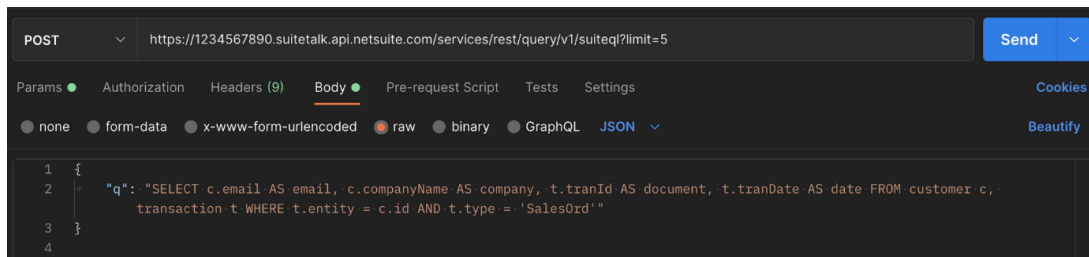 POST https://1234567890.suitetalk.api.netsuite.com/services/rest/query/v1/suiteql?limit=5 Send
Params Authorization Headers (9) Body Pre-request Script Tests Settings Cookies
none form-data x-www-form-urlencoded raw binary GraphQL JSON Beautify
1 {
2 "q": "SELECT c.email AS email, c.companyName AS company, t.tranId AS document, t.tranDate AS date FROM customer c,
transaction t WHERE t.entity = c.id AND t.type = 'SalesOrd'"
3 }
4